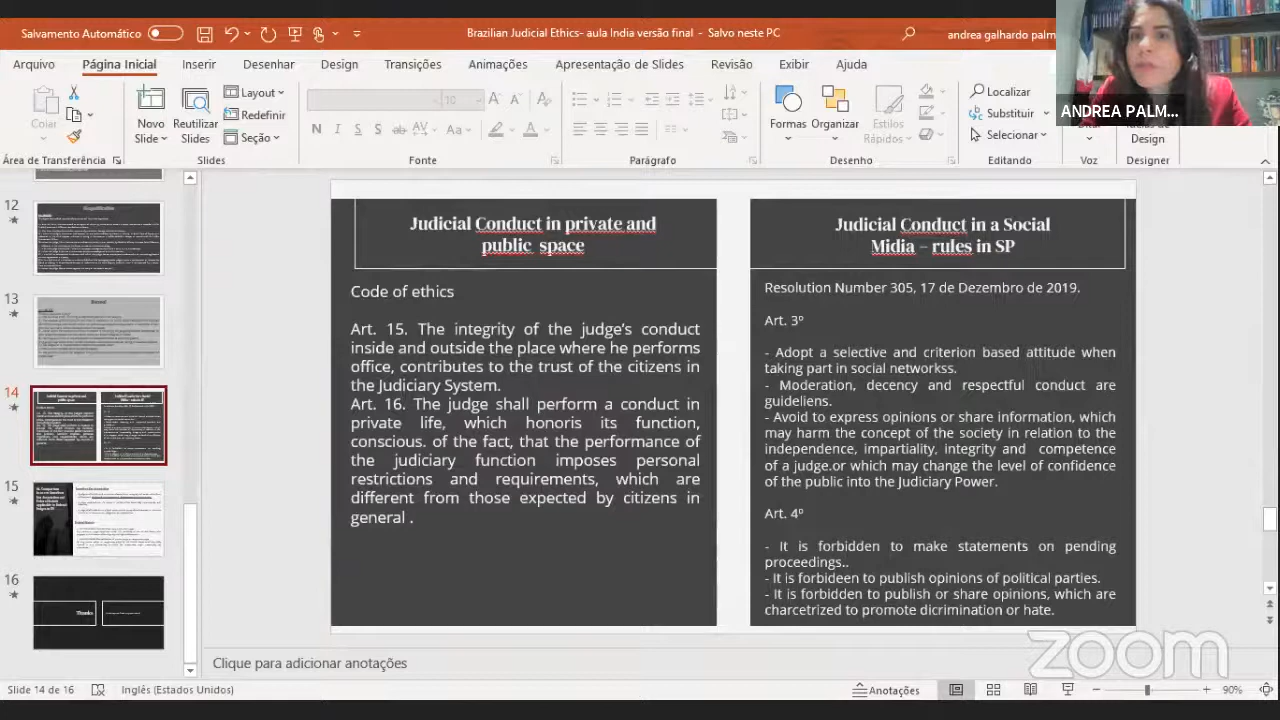 Salvamento Automático
Brazilian Judicial Ethics- aula India versão final - Salvo neste PC
andrea galhardo palm
Arquivo
Página Inicial
Inserir
Desenhar
Design
Transições
Animações
Apresentação de Slides
Revisão
Exibir
Ajuda
ANDREA PALM...
Colar
Novo
Slide
Reutilizar
Slides
Layout
Redefinir
Seção
10
N I S S ab AV Aa A
Formas
Organizar
Estilos
Rápidos
Localizar
Substituir
Selecionar
Ditar
Design
Área de Transferência
Slides
Fonte
Parágrafo
Desenho
Editando
Voz
Designer
12
13
14
15
16
Thanks
Judicial Conduct in private and
public space
Code of ethics
Art. 15. The integrity of the judge's conduct
inside and outside the place where he performs
office, contributes to the trust of the citizens in
the Judiciary System.
Art. 16. The judge shall perform a conduct in
private life, which honoris its function,
conscious. of the fact, that the performance of
the judiciary function imposes personal
restrictions and requirements, which are
different from those expected by citizens in
general .
Judicial Conduct in a Social
Midia – rules in SP
Resolution Number 305, 17 de Dezembro de 2019.
Art. 3º
- Adopt a selective and criterion based attitude when
taking part in social networkss.
- Moderation, decency and respectful conduct are
guideliens.
- Avoid to express opinions or share information, which
may harm the concept of the society in relation to the
independence, impartiality, integrity and competence
of a judge.or which may change the level of confidence
of the public into the Judiciary Power.
Art. 4º
- It is forbidden to make statements on pending
proceedings..
- It is forbideen to publish opinions of political parties.
- It is forbidden to publish or share opinions, which are
charcetrized to promote dicrimination or hate.
zoom
Clique para adicionar anotações
Slide 14 de 16
Inglês (Estados Unidos)
Anotações
90%